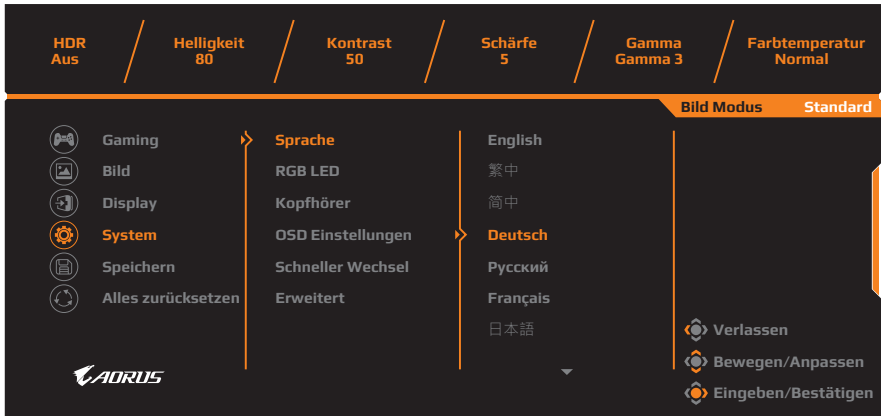 HDR
Aus
Helligkeit
80
Kontrast
50
Schärfe
5
Gamma
Gamma 3
Farbtemperatur
Normal
Bild Modus Standard
Gaming
Bild
Display
System
Speichern
Alles zurücksetzen
Sprache
RGB LED
Kopfhörer
OSD Einstellungen
Schneller Wechsel
Erweitert
English
繁中
简中
Deutsch
Русский
Français
日本語
Verlassen
Bewegen/Anpassen
Eingeben/Bestätigen
AORUS